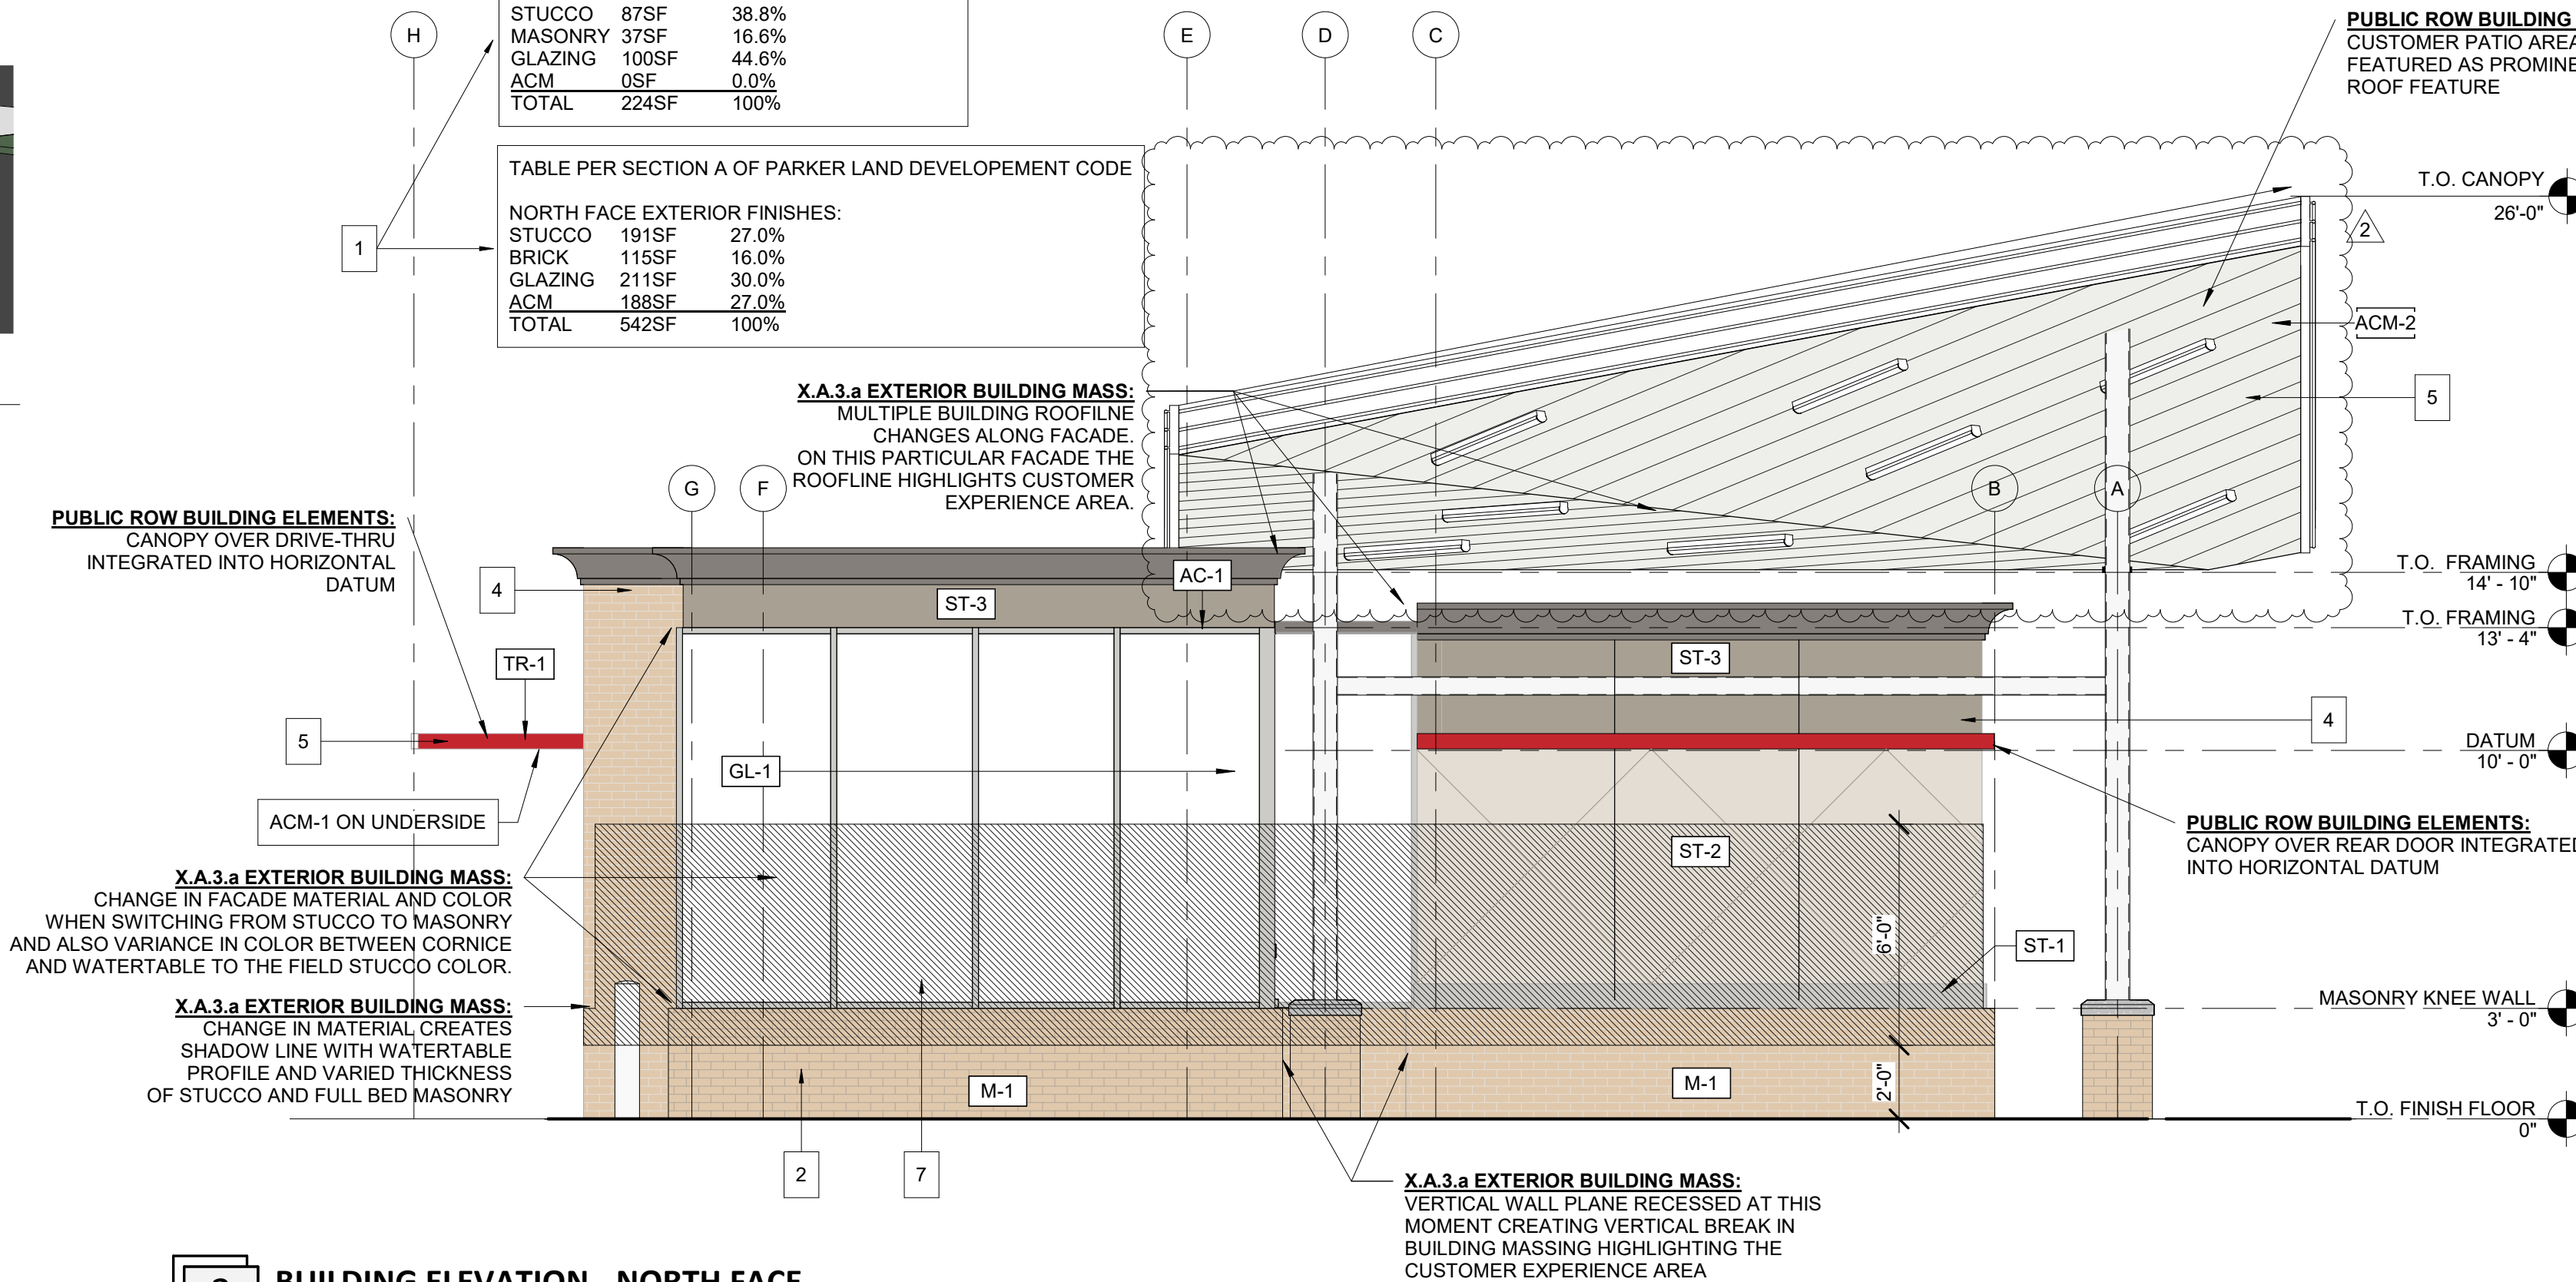 STUCCO 87SF 38.8%
MASONRY 37SF 16.6%
GLAZING 100SF 44.6%
ACM 0SF 0.0%
TOTAL 224SF 100%
H
E
D
C
PUBLIC ROW BUILDING
CUSTOMER PATIO AREA
FEATURED AS PROMINE
ROOF FEATURE
TABLE PER SECTION A OF PARKER LAND DEVELOPEMENT CODE
NORTH FACE EXTERIOR FINISHES:
STUCCO 191SF 27.0%
BRICK 115SF 16.0%
GLAZING 211SF 30.0%
ACM 188SF 27.0%
TOTAL 542SF 100%
1
T.O. CANOPY
26'-0"
2
ACM-2
5
X.A.3.a EXTERIOR BUILDING MASS:
MULTIPLE BUILDING ROOFILNE
CHANGES ALONG FACADE.
ON THIS PARTICULAR FACADE THE
ROOFLINE HIGHLIGHTS CUSTOMER
EXPERIENCE AREA.
G
F
B
A
PUBLIC ROW BUILDING ELEMENTS:
CANOPY OVER DRIVE-THRU
INTEGRATED INTO HORIZONTAL
DATUM
4
ST-3
AC-1
T.O. FRAMING
14' - 10"
T.O. FRAMING
13' - 4"
TR-1
ST-3
4
5
GL-1
DATUM
10' - 0"
ACM-1 ON UNDERSIDE
ST-2
PUBLIC ROW BUILDING ELEMENTS:
CANOPY OVER REAR DOOR INTEGRATED
INTO HORIZONTAL DATUM
X.A.3.a EXTERIOR BUILDING MASS:
CHANGE IN FACADE MATERIAL AND COLOR
WHEN SWITCHING FROM STUCCO TO MASONRY
AND ALSO VARIANCE IN COLOR BETWEEN CORNICE
AND WATERTABLE TO THE FIELD STUCCO COLOR.
6'-0"
ST-1
X.A.3.a EXTERIOR BUILDING MASS:
CHANGE IN MATERIAL CREATES
SHADOW LINE WITH WATERTABLE
PROFILE AND VARIED THICKNESS
OF STUCCO AND FULL BED MASONRY
MASONRY KNEE WALL
3' - 0"
M-1
M-1
2'-0"
T.O. FINISH FLOOR
0"
2
7
X.A.3.a EXTERIOR BUILDING MASS:
VERTICAL WALL PLANE RECESSED AT THIS
MOMENT CREATING VERTICAL BREAK IN
BUILDING MASSING HIGHLIGHTING THE
CUSTOMER EXPERIENCE AREA
BUILDING ELEVATION - NORTH FACE